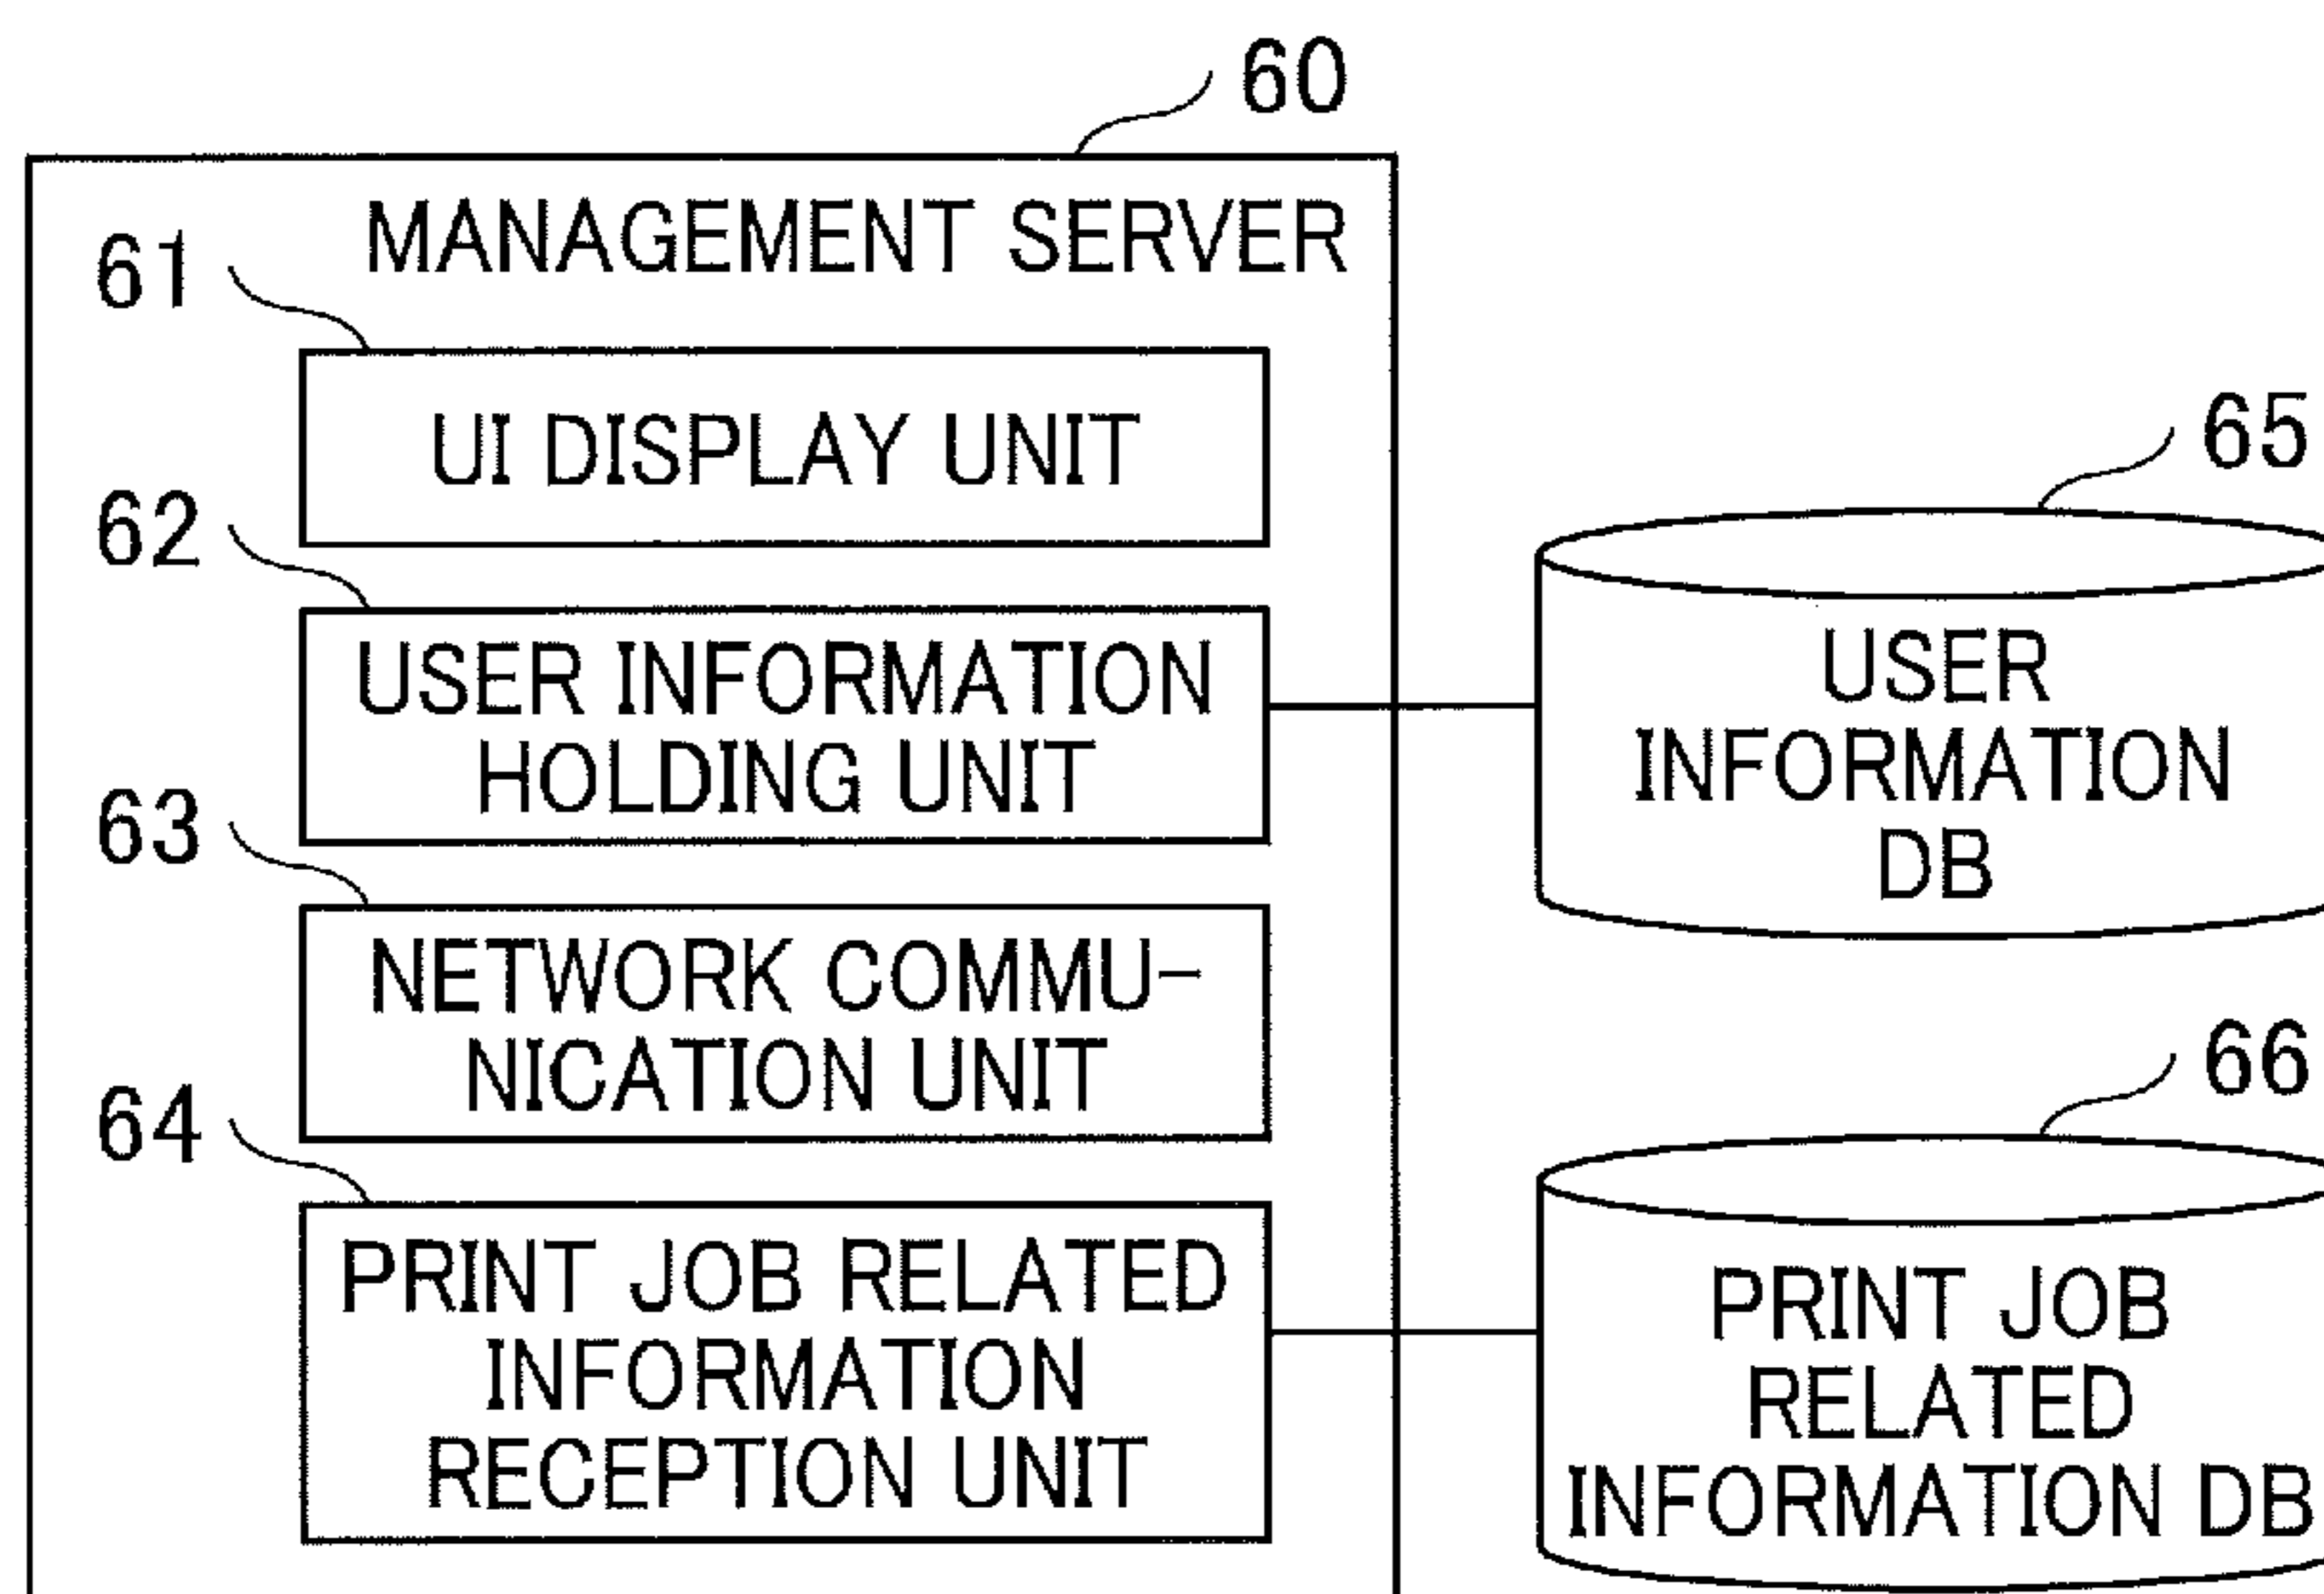 60
MANAGEMENT SERVER
61
UI DISPLAY UNIT
62
USER INFORMATION
HOLDING UNIT
63
NETWORK COMMU-
NICATION UNIT
64
PRINT JOB RELATED
INFORMATION
RECEPTION UNIT
65
USER
INFORMATION
DB
66
PRINT JOB
RELATED
INFORMATION DB